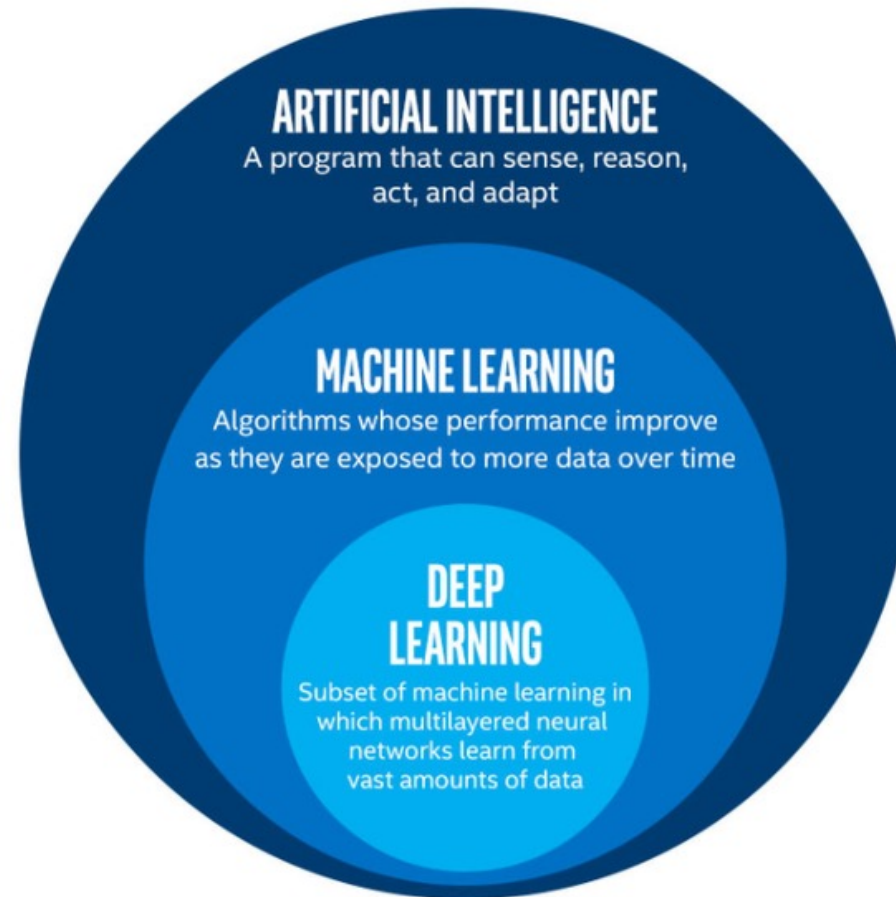 ARTIFICIAL INTELLIGENCE
A program that can sense, reason,
act, and adapt
MACHINE LEARNING
Algorithms whose performance improve
as they are exposed to more data over time
DEEP
LEARNING
Subset of machine learning in
which multilayered neural
networks learn from
vast amounts of data